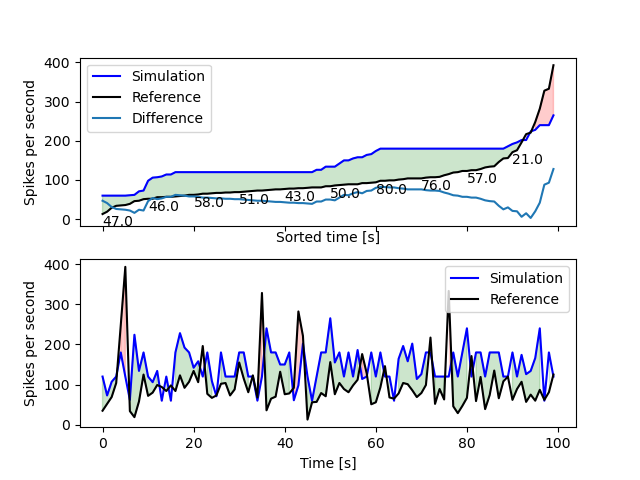 400
300
200
100
0
Spikes per second
Simulation
Reference
Difference
47.0
46.0
58.0
51.0
43.0
50.0
80.0
76.0
57.0
21.0
Sorted time [s]
400
300
200
100
0
Spikes per second
Simulation
Reference
0 20 40 60 80 100
Time [s]